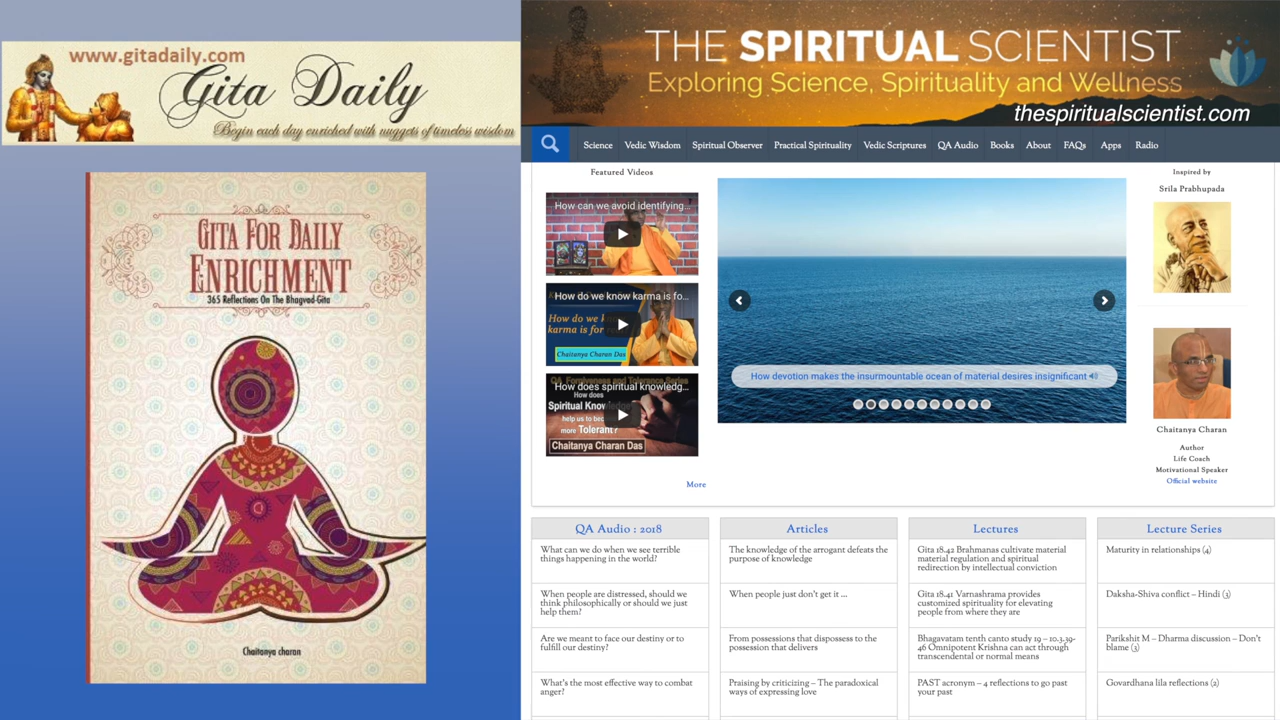 www.gitadaily.com
Gita Daily
Begin each day enriched with nuggets of timeless wisdom
GITA FOR DAILY
ENRICHMENT
365 Reflections On The Bhagvad-Gita
Chaitanya charan
THE SPIRITUAL SCIENTIST
Exploring Science, Spirituality and Wellness
thespiritualscientist.com
Science Vedic Wisdom Spiritual Observer Practical Spirituality Vedic Scriptures QA Audio Books About FAQs Apps Radio
Featured Videos
How can we avoid identifying...
How do we know karma is fo...
How do we k
karma is for
Chaitanya Charan Das
How does spiritual knowledg...
How does
Spiritual Know
help us to be
more Tolerant?
Chaitanya Charan Das
More
How devotion makes the insurmountable ocean of material desires insignificant
Inspired by
Srila Prabhupada
Chaitanya Charan
Author
Life Coach
Motivational Speaker
Official website
QA Audio : 2018
What can we do when we see terrible
things happening in the world?
When people are distressed, should we
think philosophically or should we just
help them?
Are we meant to face our destiny or to
fulfill our destiny?
What's the most effective way to combat
anger?
Articles
The knowledge of the arrogant defeats the
purpose of knowledge
When people just don't get it ...
From possessions that dispossess to the
possession that delivers
Praising by criticizing – The paradoxical
ways of expressing love
Lectures
Gita 18.42 Brahmanas cultivate material
material regulation and spiritual
redirection by intellectual conviction
Gita 18.41 Varnashrama provides
customized spirituality for elevating
people from where they are
Bhagavatam tenth canto study 19 – 10.3.39-
46 Omnipotent Krishna can act through
transcendental or normal means
PAST acronym – 4 reflections to go past
your past
Lecture Series
Maturity in relationships (4)
Daksha-Shiva conflict – Hindi (3)
Parikshit M – Dharma discussion – Don't
blame (3)
Govardhana lila reflections (2)